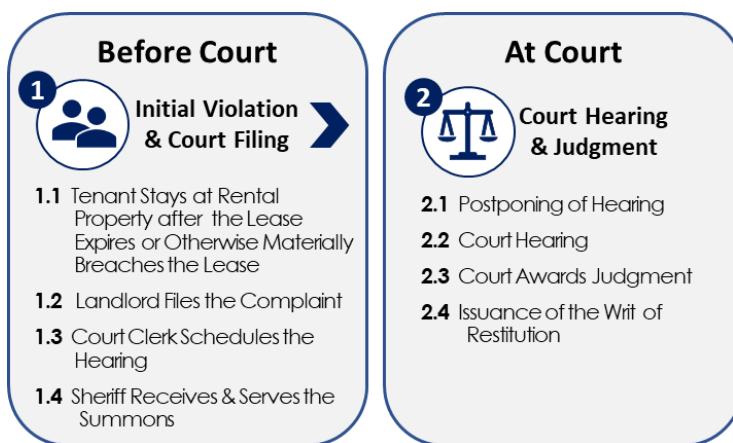 Before Court
1
Initial Violation
& Court Filing
1.1 Tenant Stays at Rental
Property after the Lease
Expires or Otherwise Materially
Breaches the Lease
1.2 Landlord Files the Complaint
1.3 Court Clerk Schedules the
Hearing
1.4 Sheriff Receives & Serves the
Summons
At Court
2
Court Hearing
& Judgment
2.1 Postponing of Hearing
2.2 Court Hearing
2.3 Court Awards Judgment
2.4 Issuance of the Writ of
Restitution